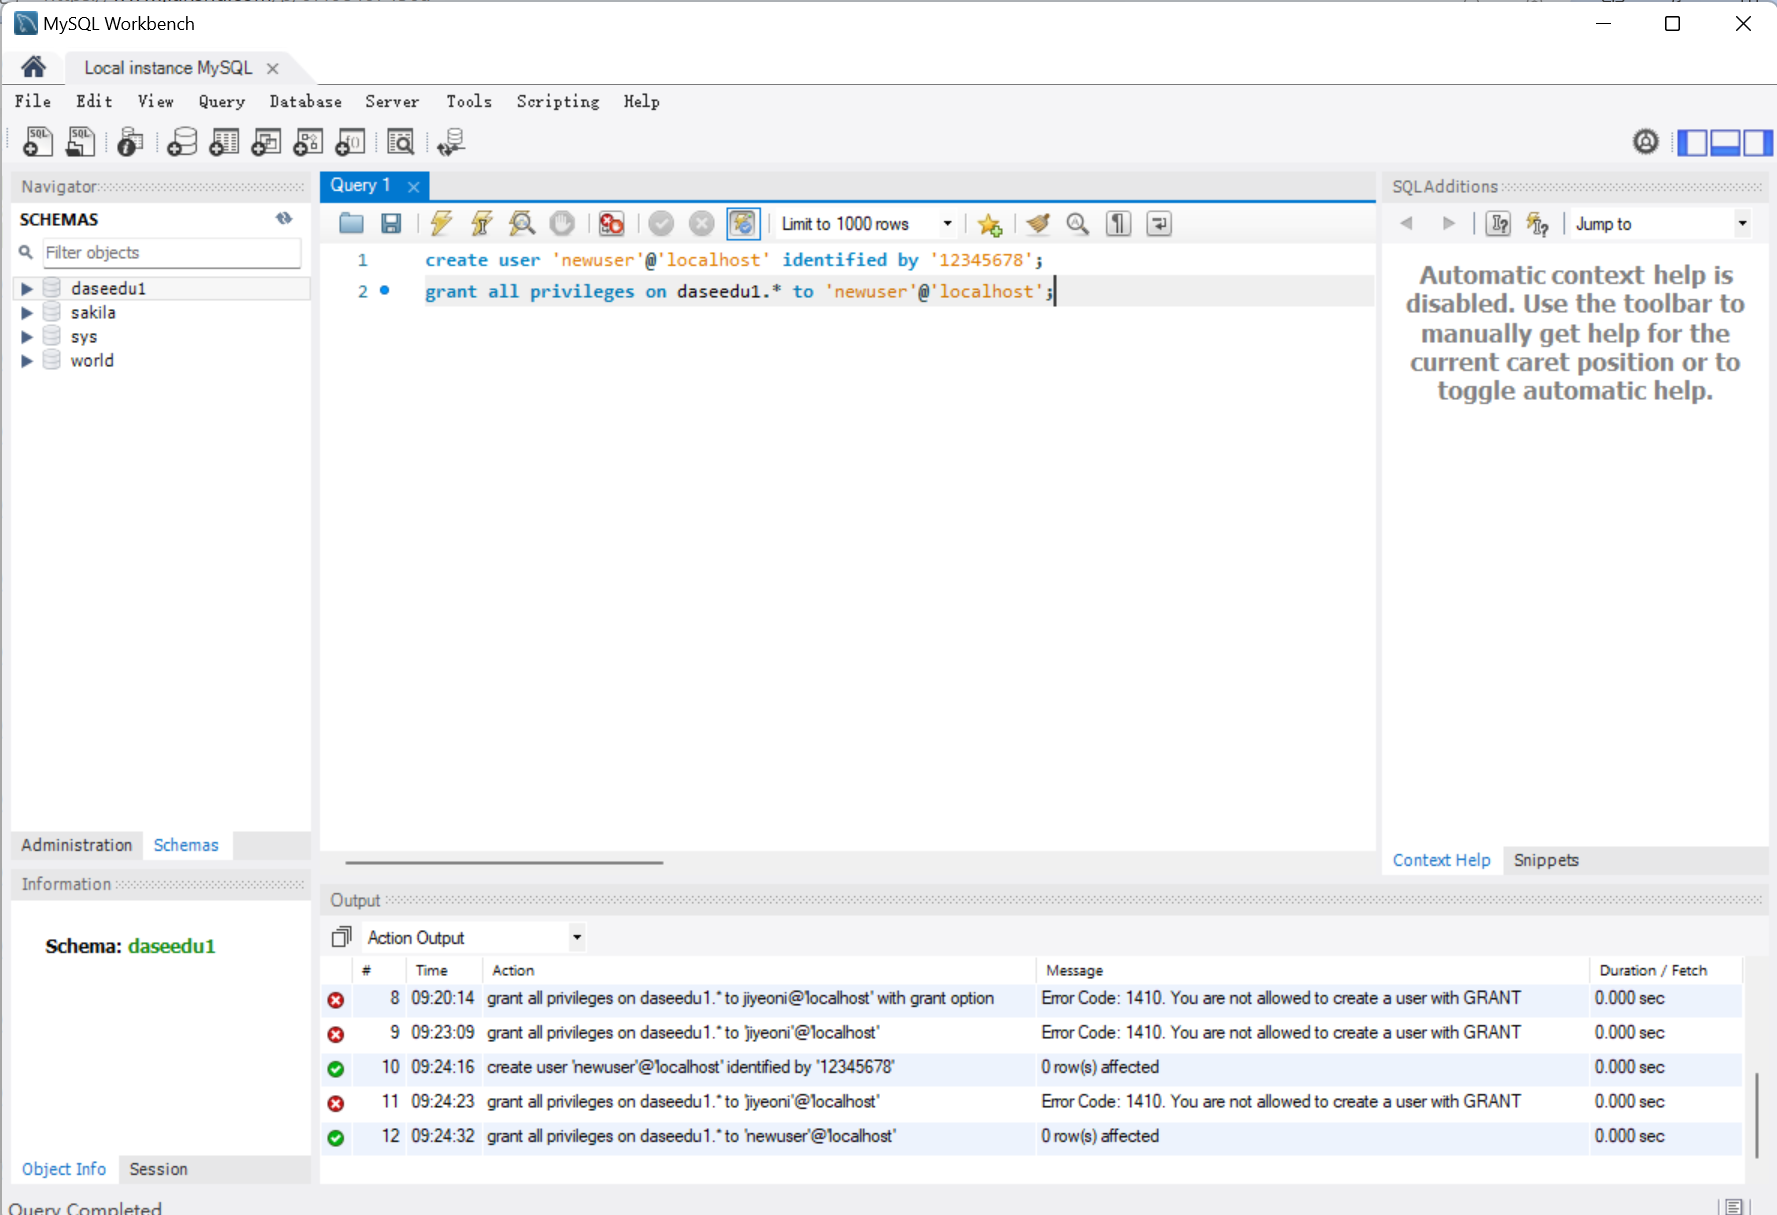 MySQL Workbench
Local instance MySQL
File Edit View Query Database Server Tools Scripting Help
Navigator
SCHEMAS
Filter objects
daseedu1
sakila
sys
world
Administration Schemas
Information
Schema: daseedu1
Object Info Session
Query Completed
Query 1
Limit to 1000 rows
1 create user 'newuser'@'localhost' identified by '12345678';
2 grant all privileges on daseedu1.* to 'newuser'@'localhost';
SQLAdditions
Jump to
Automatic context help is
disabled. Use the toolbar to
manually get help for the
current caret position or to
toggle automatic help.
Context Help Snippets
Output
Action Output
# Time Action Message Duration / Fetch
8 09:20:14 grant all privileges on daseedu1.* to jiyeoni@'localhost' with grant option Error Code: 1410. You are not allowed to create a user with GRANT 0.000 sec
9 09:23:09 grant all privileges on daseedu1.* to 'jiyeoni'@'localhost' Error Code: 1410. You are not allowed to create a user with GRANT 0.000 sec
10 09:24:16 create user 'newuser'@'localhost' identified by '12345678' 0 row(s) affected 0.000 sec
11 09:24:23 grant all privileges on daseedu1.* to 'jiyeoni'@'localhost' Error Code: 1410. You are not allowed to create a user with GRANT 0.000 sec
12 09:24:32 grant all privileges on daseedu1.* to 'newuser'@'localhost' 0 row(s) affected 0.000 sec